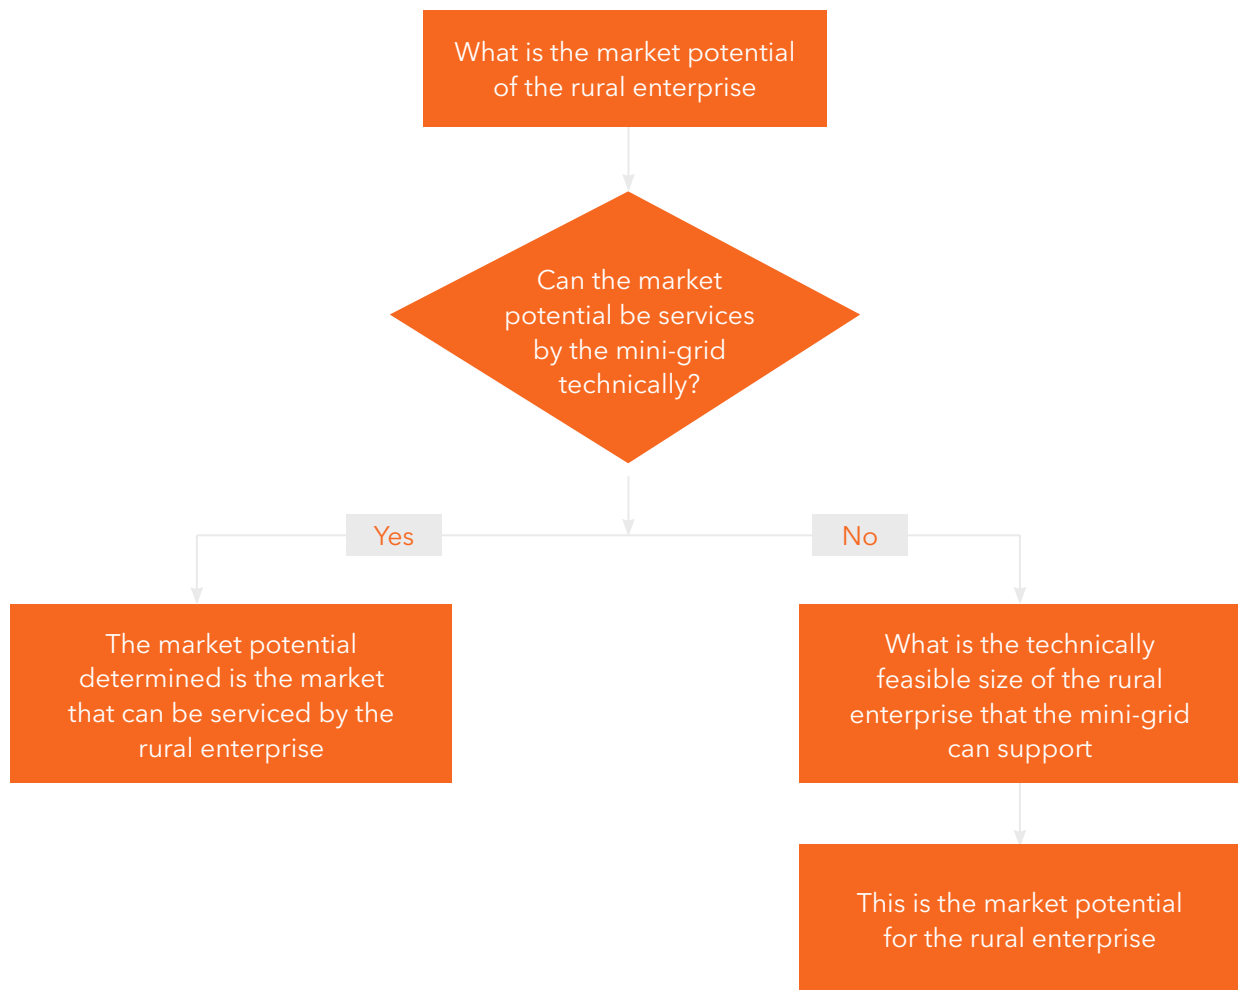 What is the market potential
of the rural enterprise
Can the market
potential be services
by the mini-grid
technically?
Yes
No
The market potential
determined is the market
that can be serviced by the
rural enterprise
What is the technically
feasible size of the rural
enterprise that the mini-grid
can support
This is the market potential
for the rural enterprise